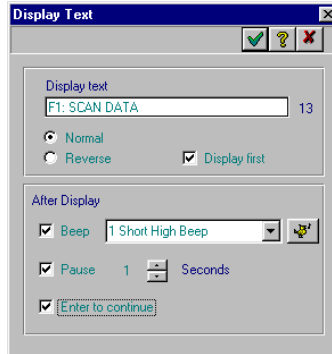 Display Text
Display text
F1: SCAN DATA 13
Normal
Reverse Display first
After Display
Beep 1 Short High Beep
Pause 1 Seconds
Enter to continue